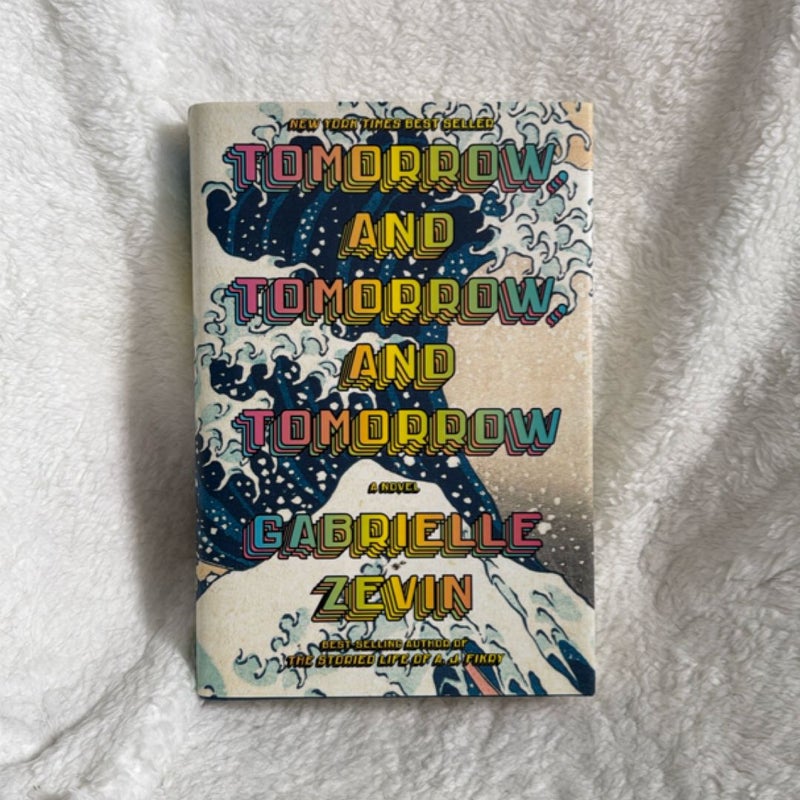 NEW YORK TIMES BEST SELLER
TOMORROW,
AND
TOMORROW,
AND
TOMORROW
A NOVEL
GABRIELLE
ZEVIN
BEST-SELLING AUTHOR OF
THE STORIED LIFE OF A. J. FIKRY